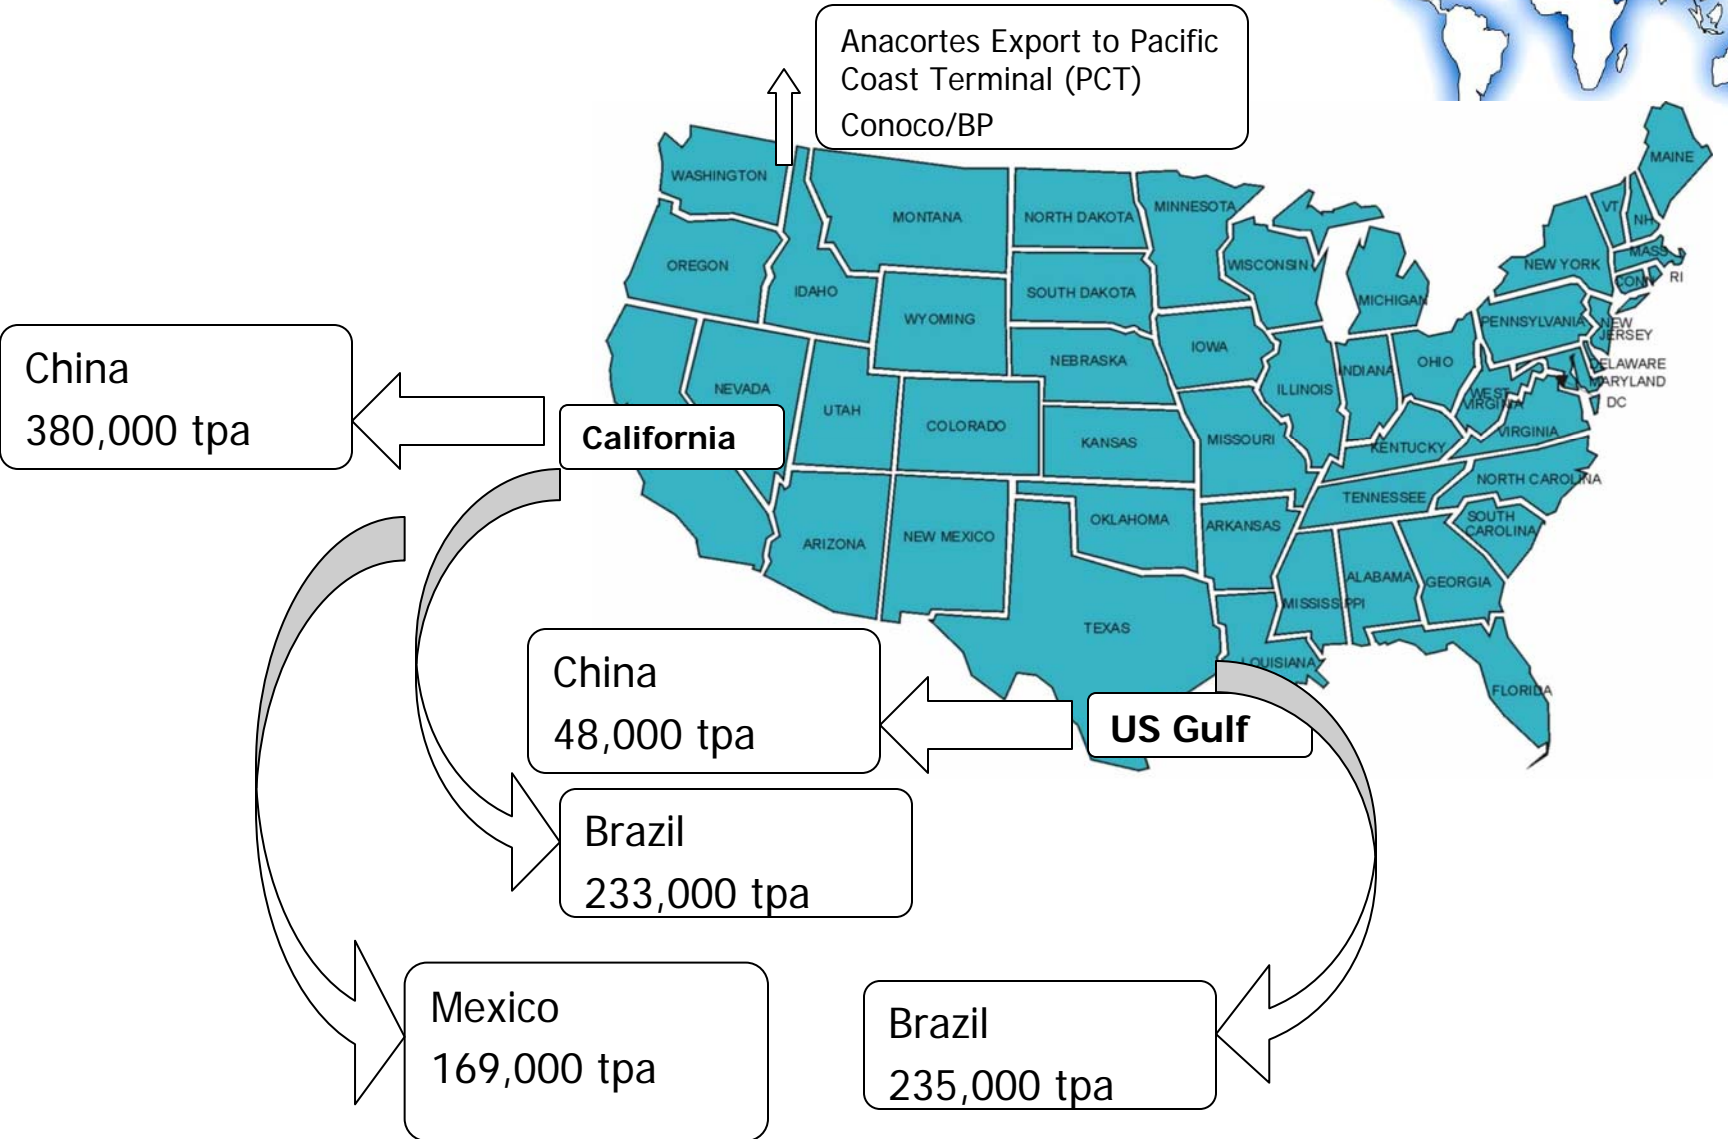 Anacortes Export to Pacific
Coast Terminal (PCT)
Conoco/BP
WASHINGTON
MONTANA
NORTH DAKOTA
MINNESOTA
MAINE
VT
NH
OREGON
IDAHO
WYOMING
SOUTH DAKOTA
WISCONSIN
MICHIGAN
NEW YORK
MASS
CONN
RI
PENNSYLVANIA
NEW
JERSEY
NEBRASKA
IOWA
ILLINOIS
INDIANA
OHIO
DELAWARE
MARYLAND
DC
WEST
VIRGINIA
VIRGINIA
China
380,000 tpa
NEVADA
UTAH
COLORADO
KANSAS
MISSOURI
KENTUCKY
California
NORTH CAROLINA
TENNESSEE
SOUTH
CAROLINA
ARIZONA
NEW MEXICO
OKLAHOMA
ARKANSAS
MISSISSIPPI
ALABAMA
GEORGIA
TEXAS
LOUISIANA
FLORIDA
China
48,000 tpa
US Gulf
Brazil
233,000 tpa
Mexico
169,000 tpa
Brazil
235,000 tpa